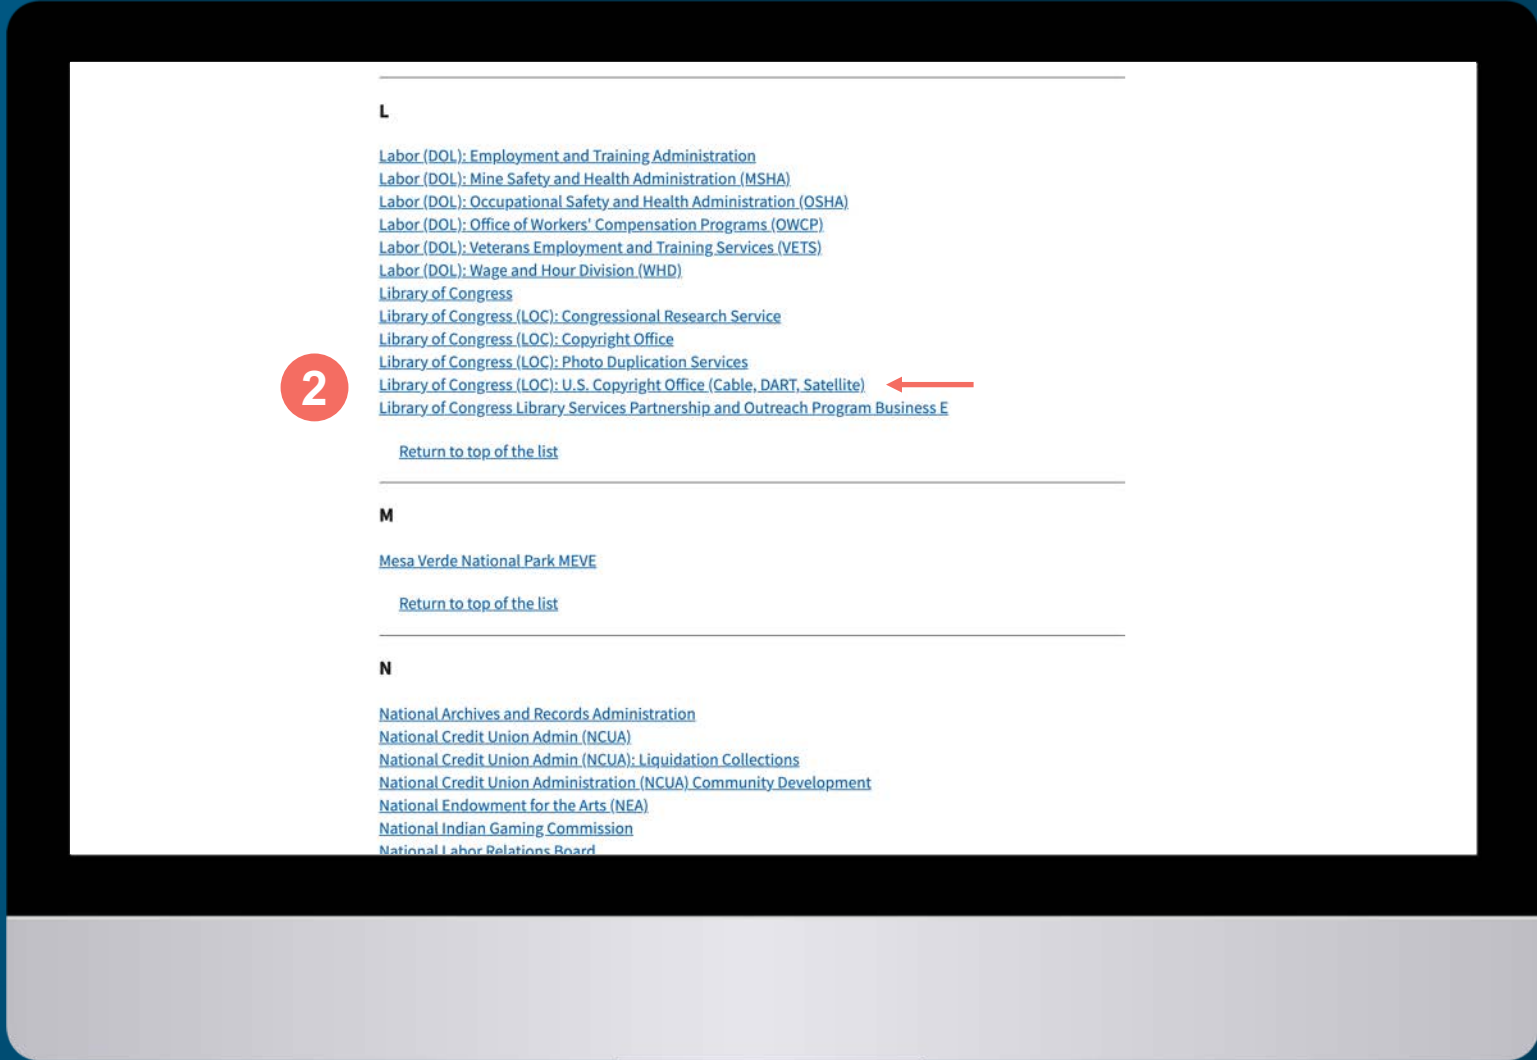 L
Labor (DOL): Employment and Training Administration
Labor (DOL): Mine Safety and Health Administration (MSHA)
Labor (DOL): Occupational Safety and Health Administration (OSHA)
Labor (DOL): Office of Workers' Compensation Programs (OWCP)
Labor (DOL): Veterans Employment and Training Services (VETS)
Labor (DOL): Wage and Hour Division (WHD)
Library of Congress
Library of Congress (LOC): Congressional Research Service
Library of Congress (LOC): Copyright Office
Library of Congress (LOC): Photo Duplication Services
2
Library of Congress (LOC): U.S. Copyright Office (Cable, DART, Satellite)
Library of Congress Library Services Partnership and Outreach Program Business E
Return to top of the list
M
Mesa Verde National Park MEVE
Return to top of the list
N
National Archives and Records Administration
National Credit Union Admin (NCUA)
National Credit Union Admin (NCUA): Liquidation Collections
National Credit Union Administration (NCUA) Community Development
National Endowment for the Arts (NEA)
National Indian Gaming Commission
National Labor Relations Board